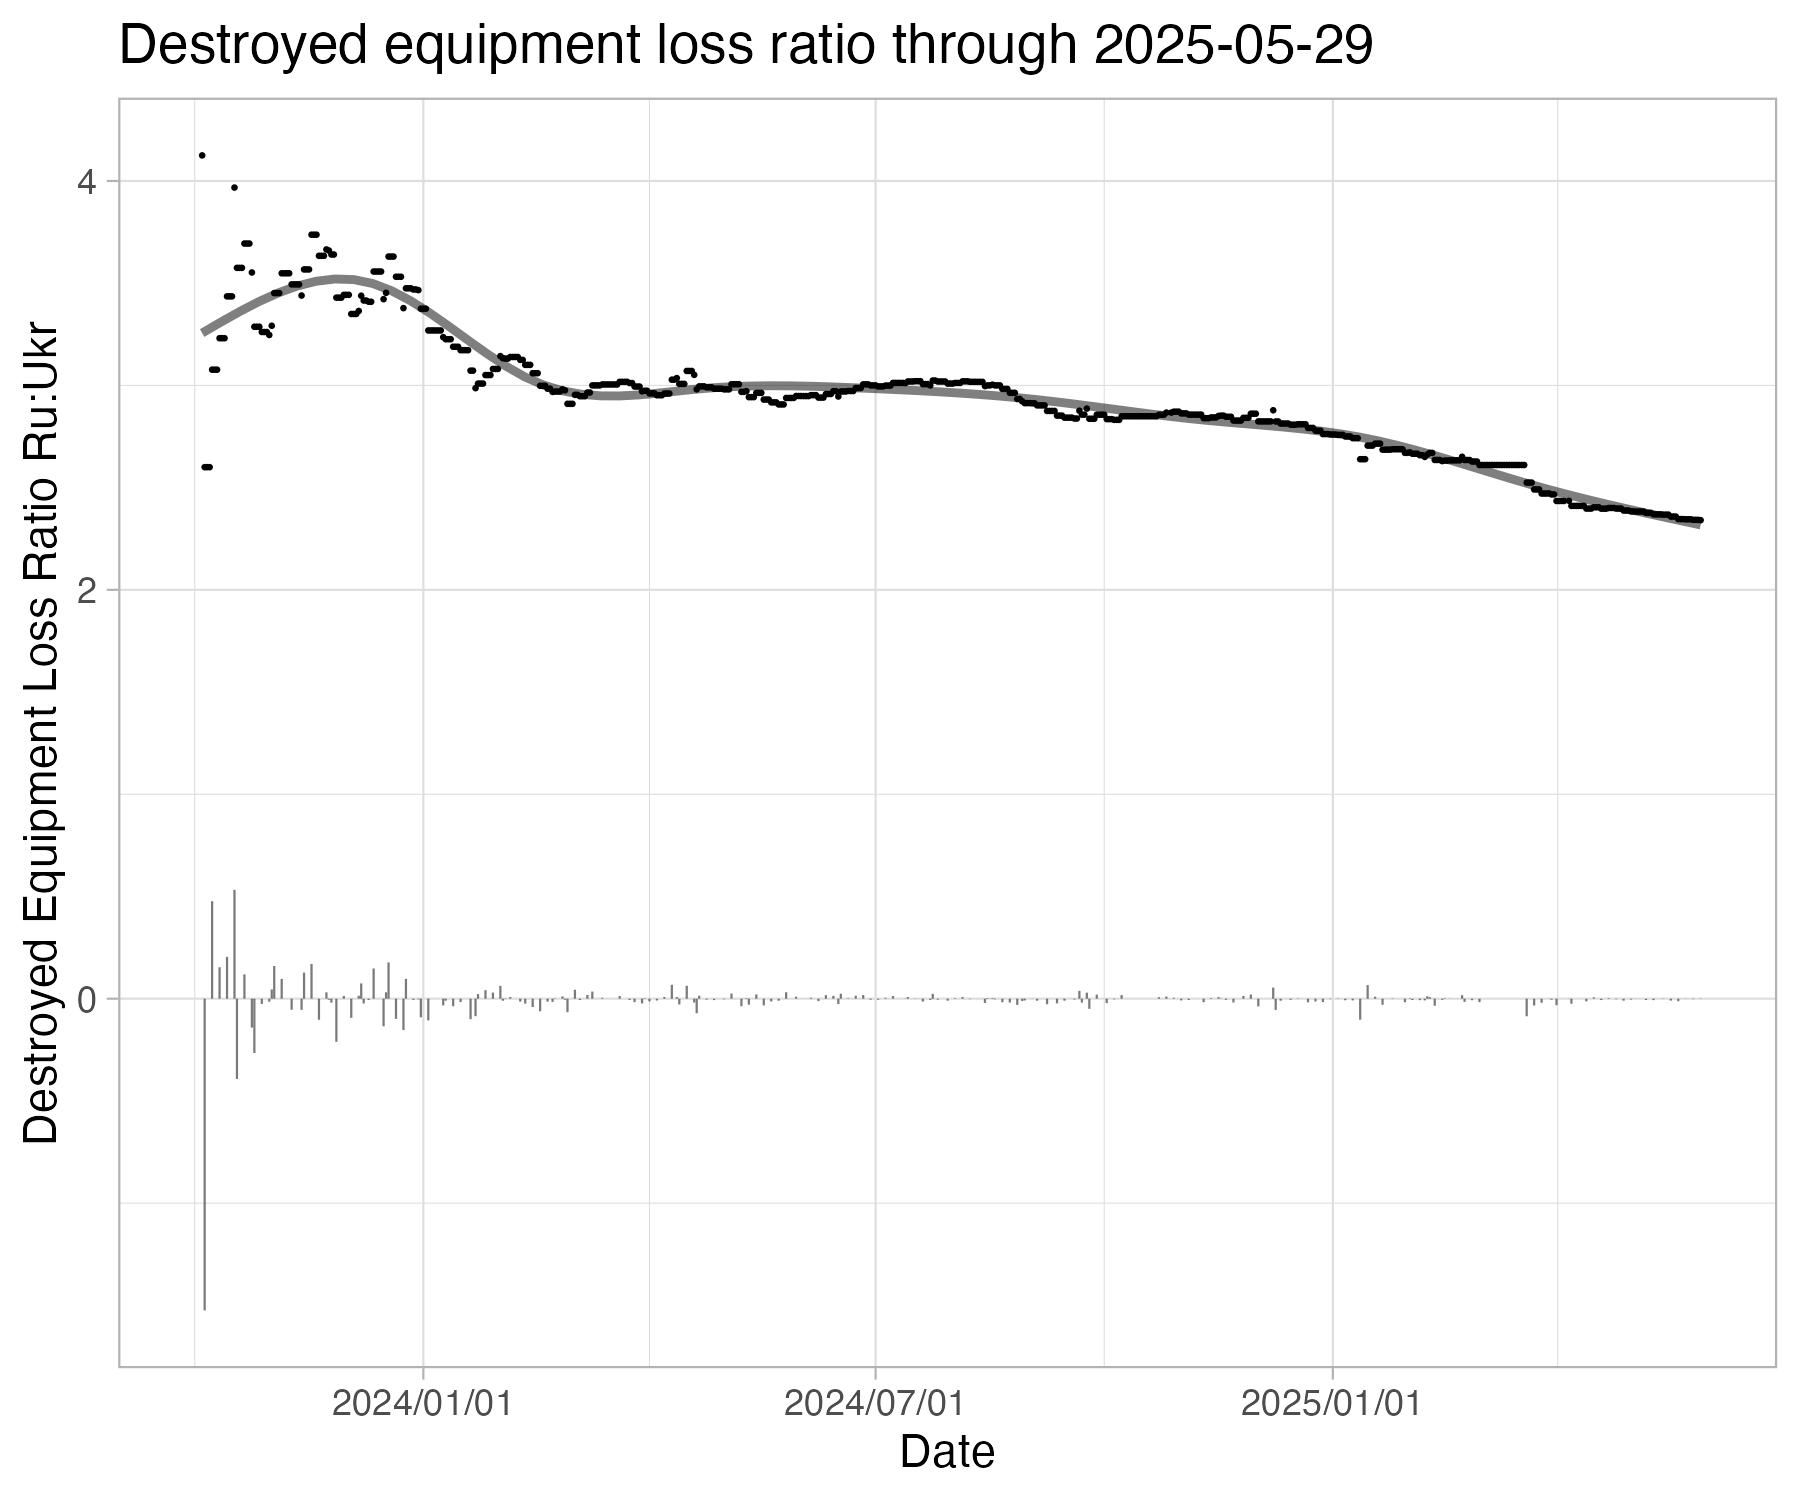 Destroyed equipment loss ratio through 2025-05-29
Destroyed Equipment Loss Ratio Ru:Ukr
4
2
0
2024/01/01
2024/07/01
2025/01/01
Date